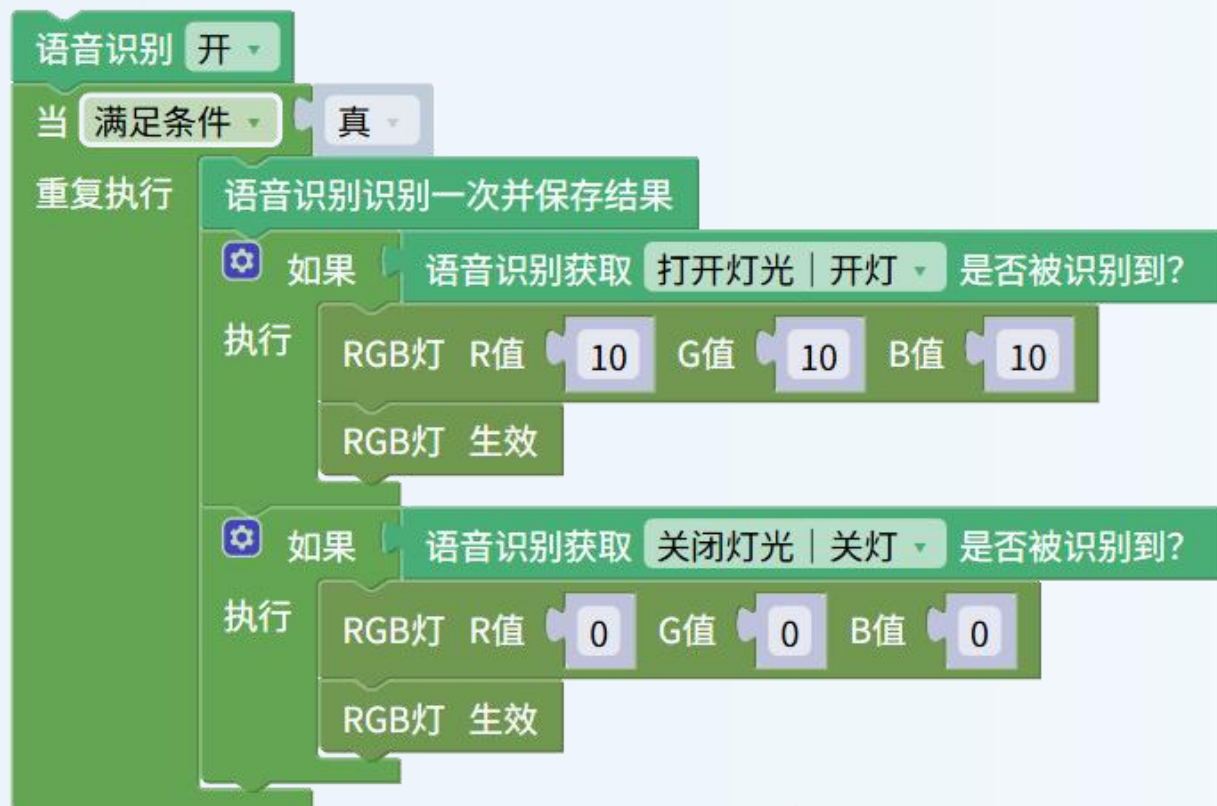 语音识别 开
当 满足条件 真
重复执行 语音识别识别一次并保存结果
如果 语音识别获取 打开灯光｜开灯 是否被识别到？
执行 RGB灯 R值 10 G值 10 B值 10
RGB灯 生效
如果 语音识别获取 关闭灯光｜关灯 是否被识别到？
执行 RGB灯 R值 0 G值 0 B值 0
RGB灯 生效